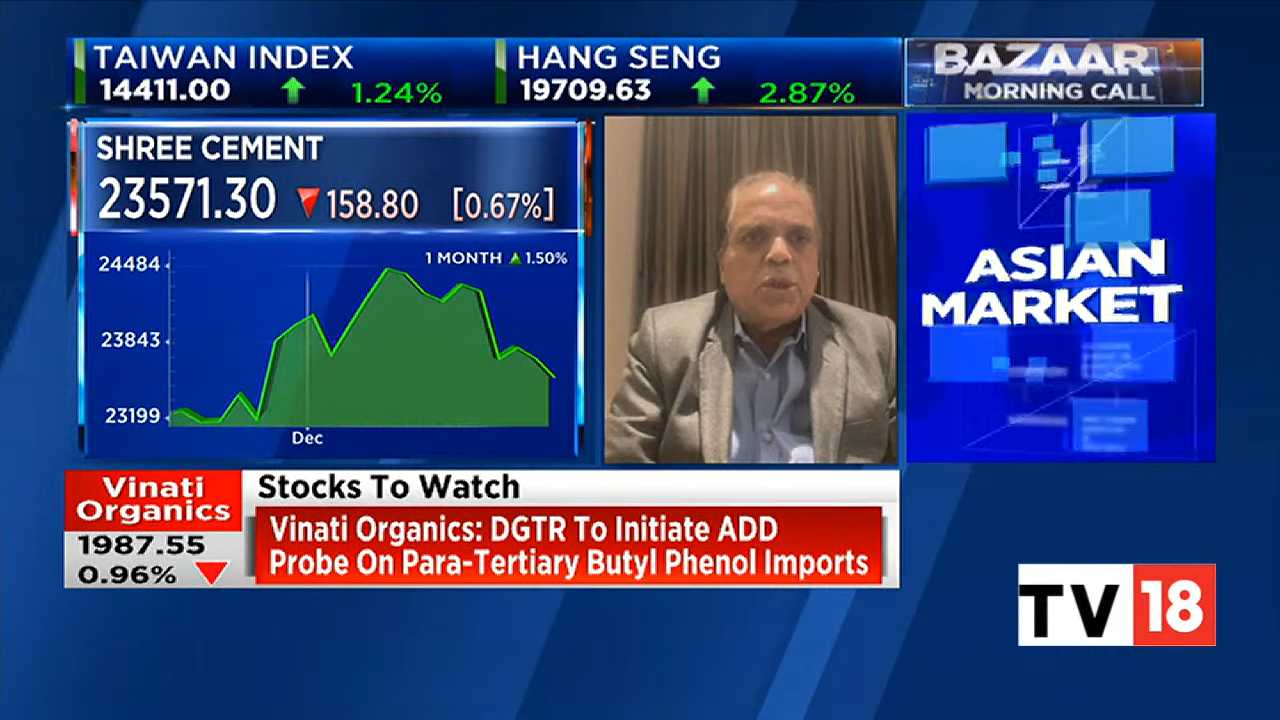 TAIWAN INDEX
14411.00 1.24%
HANG SENG
19709.63 2.87%
BAZAAR
MORNING CALL
SHREE CEMENT
23571.30 158.80 [0.67%]
1 MONTH 1.50%
24484
23843
23199
Dec
ASIAN
MARKET
Vinati
Organics
1987.55
0.96%
Stocks To Watch
Vinati Organics: DGTR To Initiate ADD
Probe On Para-Tertiary Butyl Phenol Imports
TV18